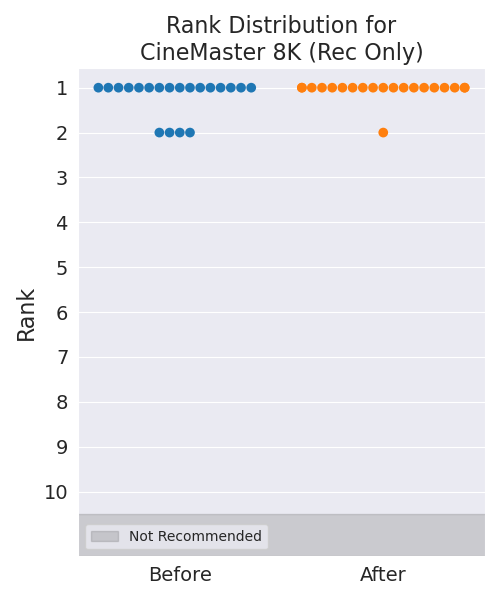 Rank Distribution for
CineMaster 8K (Rec Only)
Rank
1
2
3
4
5
6
7
8
9
10
Not Recommended
Before After